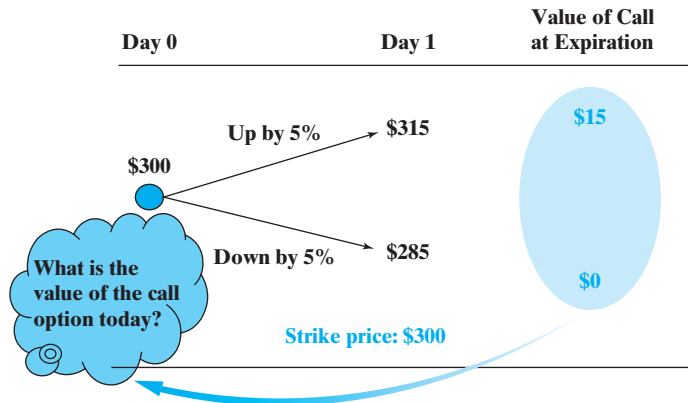 Day 0
Day 1
Value of Call
at Expiration
Up by 5%
$315
$15
$300
Down by 5%
$285
$0
What is the
value of the call
option today?
Strike price: $300